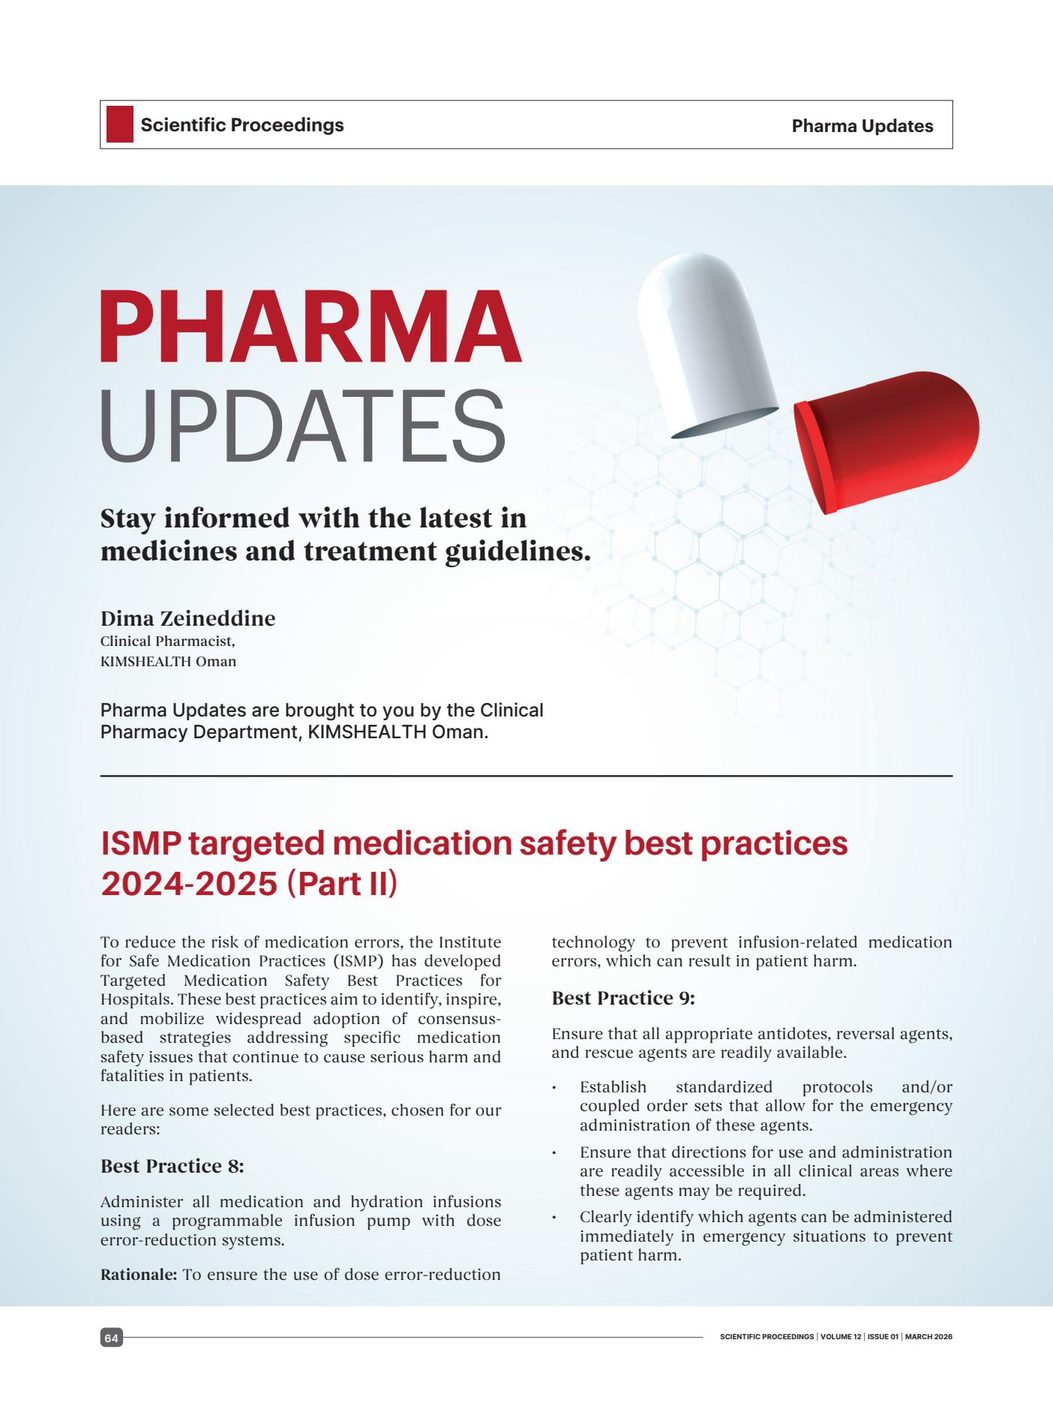 Scientific Proceedings
Pharma Updates
PHARMA
UPDATES
Stay informed with the latest in
medicines and treatment guidelines.
Dima Zeineddine
Clinical Pharmacist,
KIMSHEALTH Oman
Pharma Updates are brought to you by the Clinical
Pharmacy Department, KIMSHEALTH Oman.
ISMP targeted medication safety best practices
2024-2025 (Part II)
To reduce the risk of medication errors, the Institute
for Safe Medication Practices (ISMP) has developed
Targeted Medication Safety Best Practices for
Hospitals. These best practices aim to identify, inspire,
and mobilize widespread adoption of consensus-
based strategies addressing specific medication
safety issues that continue to cause serious harm and
fatalities in patients.
Here are some selected best practices, chosen for our
readers:
Best Practice 8:
Administer all medication and hydration infusions
using a programmable infusion pump with dose
error-reduction systems.
Rationale: To ensure the use of dose error-reduction
technology to prevent infusion-related medication
errors, which can result in patient harm.
Best Practice 9:
Ensure that all appropriate antidotes, reversal agents,
and rescue agents are readily available.
• Establish standardized protocols and/or
coupled order sets that allow for the emergency
administration of these agents.
• Ensure that directions for use and administration
are readily accessible in all clinical areas where
these agents may be required.
• Clearly identify which agents can be administered
immediately in emergency situations to prevent
patient harm.
64
SCIENTIFIC PROCEEDINGS | VOLUME 12 | ISSUE 01 | MARCH 2026